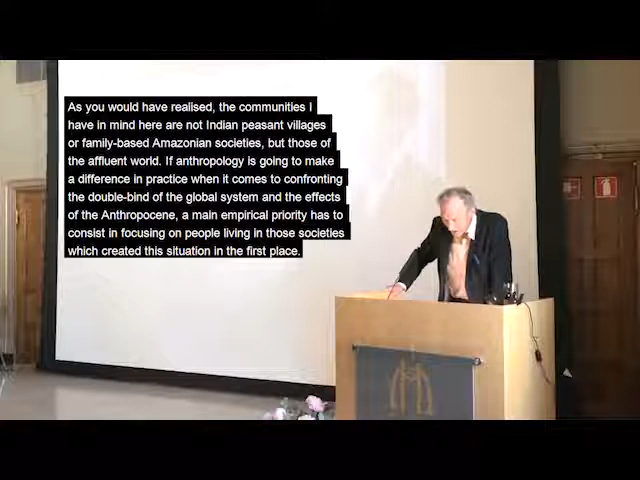 As you would have realised, the communities I
have in mind here are not Indian peasant villages
or family-based Amazonian societies, but those of
the affluent world. If anthropology is going to make
a difference in practice when it comes to confronting
the double-bind of the global system and the effects
of the Anthropocene, a main empirical priority has to
consist in focusing on people living in those societies
which created this situation in the first place.